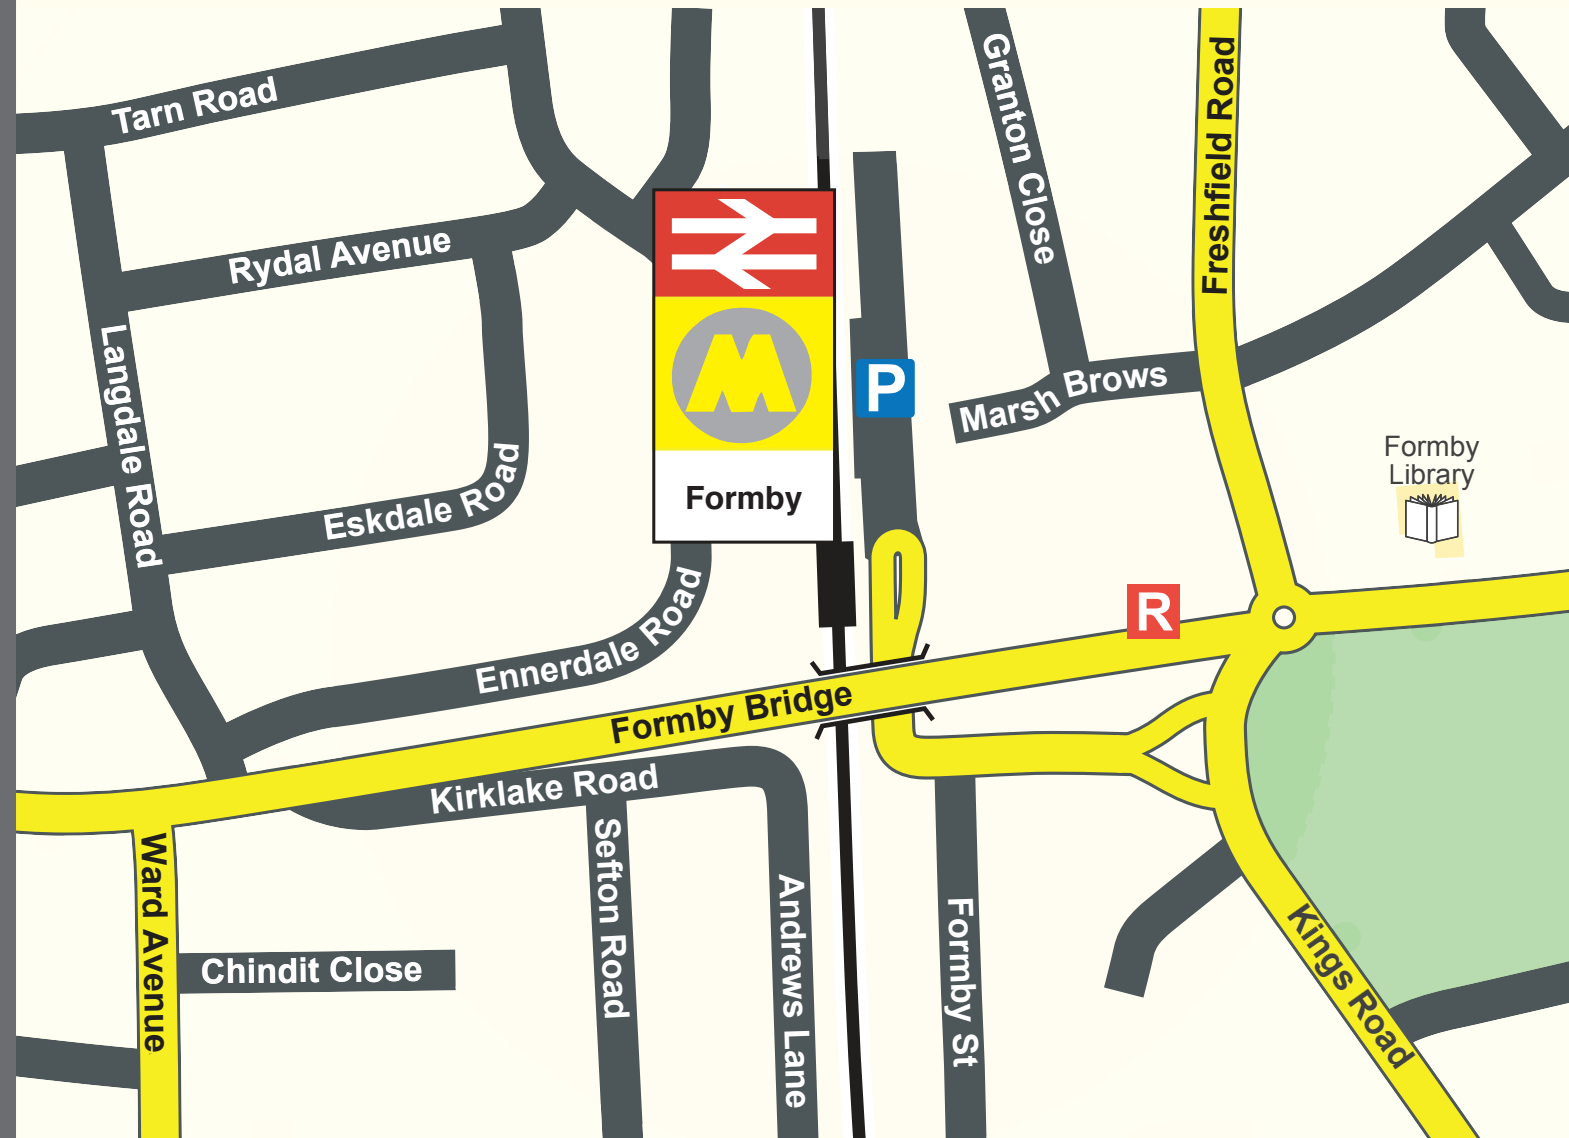 Tarn Road
Granton Close
Freshfield Road
Rydal Avenue
Langdale Road
P
Marsh Brows
Formby
Library
Eskdale Road
Formby
R
Ennerdale Road
Formby Bridge
Kirklake Road
Ward Avenue
Sefton Road
Andrews Lane
Formby St
Kings Road
Chindit Close